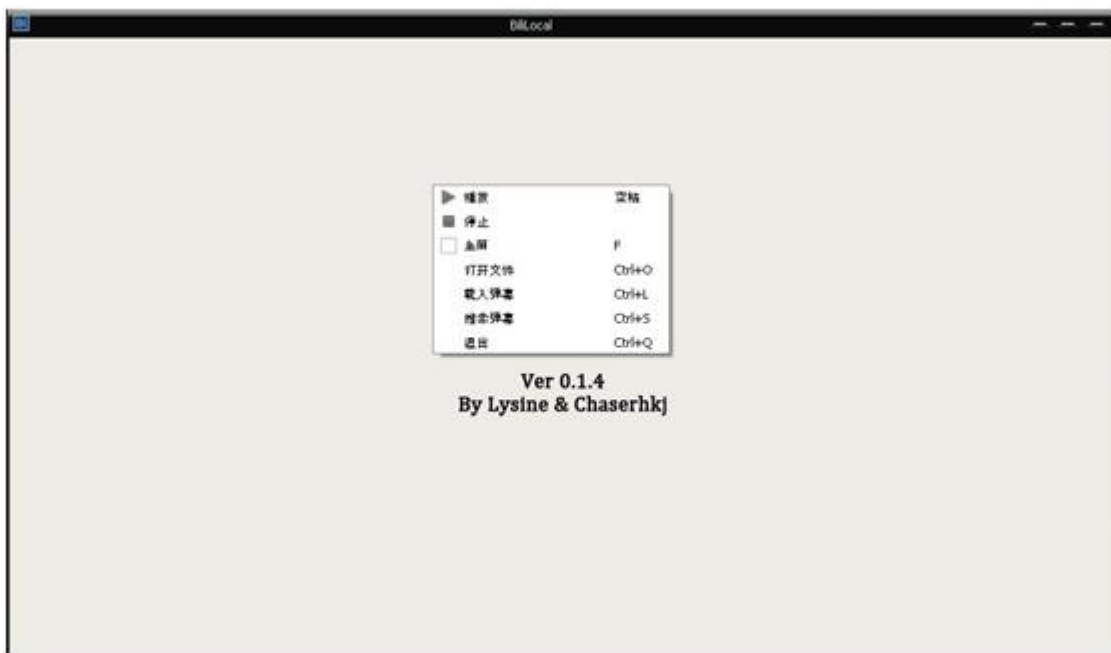 BiliLocal
播放 空格
停止
全屏 F
打开文件 Ctrl+O
载入弹幕 Ctrl+L
搜索弹幕 Ctrl+S
退出 Ctrl+Q
Ver 0.1.4
By Lysine & Chaserhkj